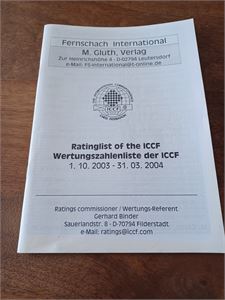 Fernschach International
M. Gluth, Verlag
Zur Heinrichshöhe 4 - D-02794 Leutersdorf
e-Mail: FS-international@t-online.de
Ratinglist of the ICCF
Wertungszahlenliste der ICCF
1. 10. 2003 - 31. 03. 2004
Ratings commissioner / Wertungs-Referent
Gerhard Binder
Sauerlandstr. 8 - D-70794 Filderstadt
e-Mail: ratings@iccf.com